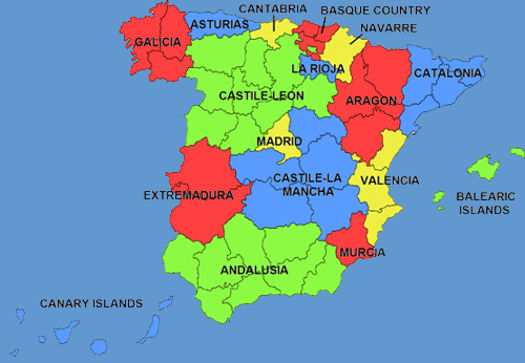 CANTABRIA
BASQUE COUNTRY
ASTURIAS
NAVARRE
GALICIA
LA RIOJA
CATALONIA
CASTILE-LEON
ARAGON
MADRID
CASTILE-LA
MANCHA
VALENCIA
EXTREMADURA
BALEARIC
ISLANDS
MURCIA
ANDALUSIA
CANARY ISLANDS